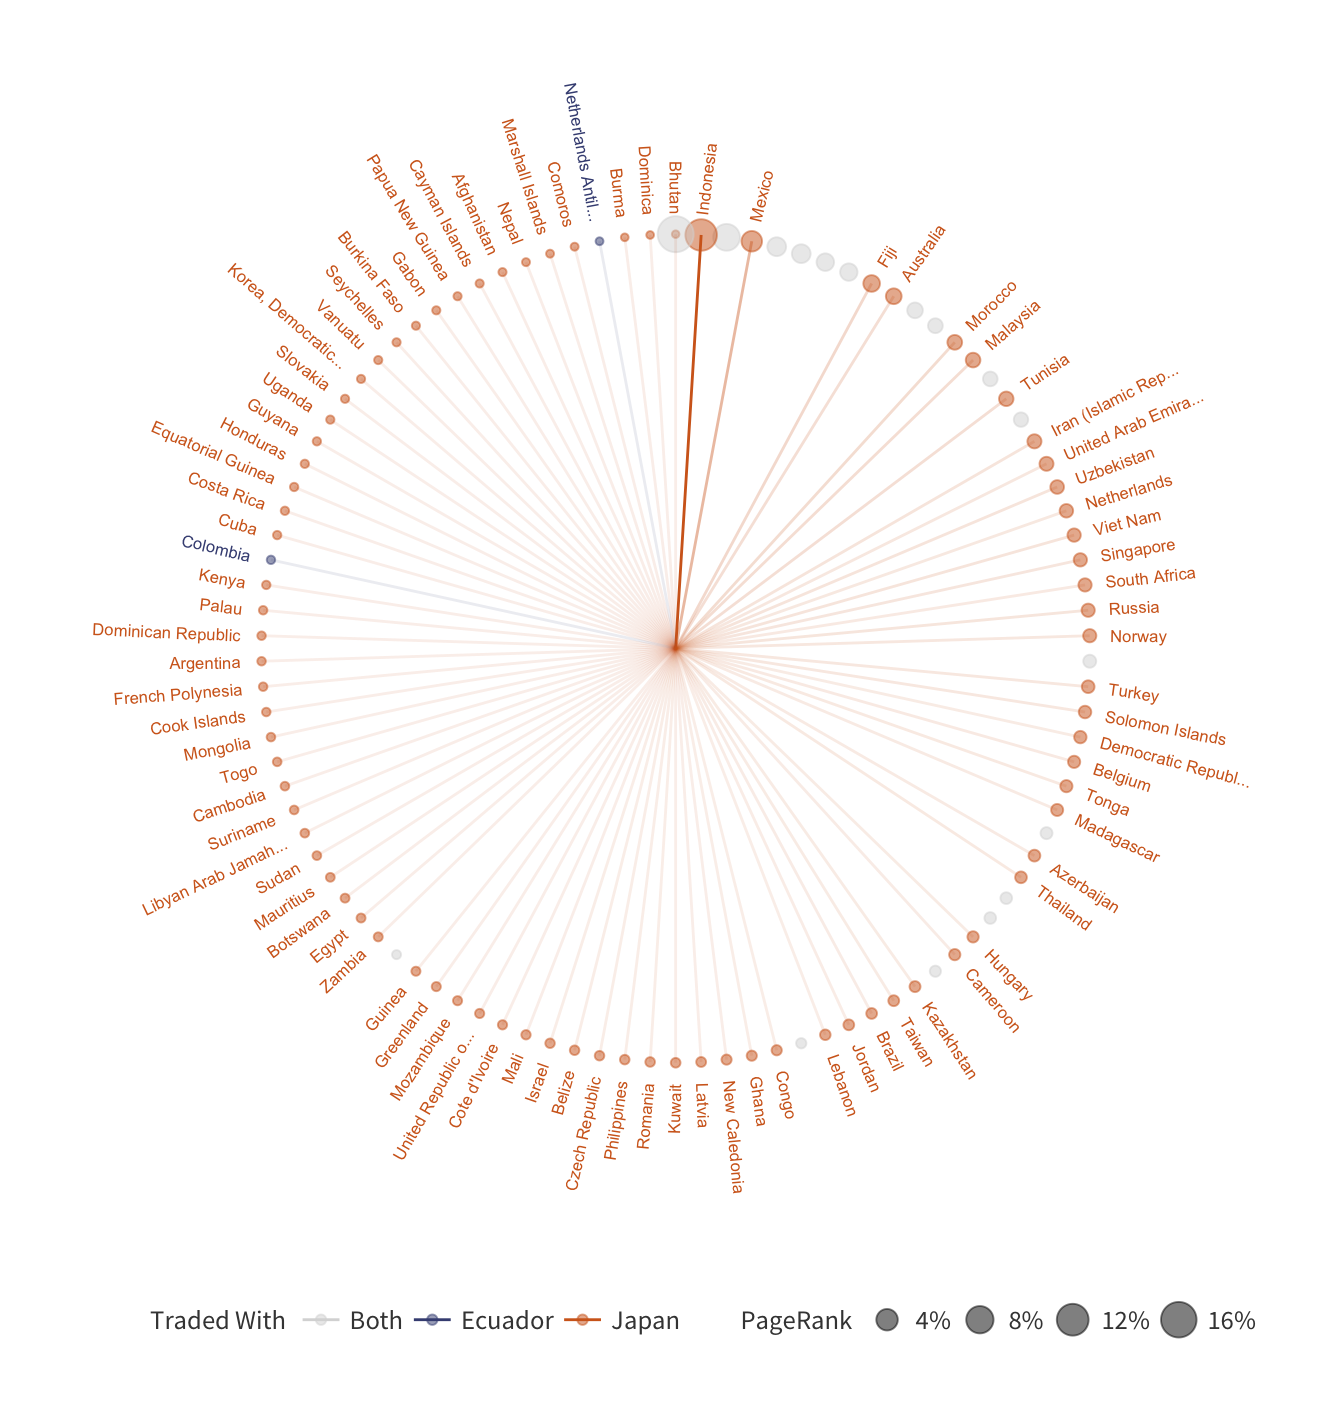 Bhutan
Indonesia
Mexico
Fiji
Australia
Morocco
Malaysia
Tunisia
Iran (Islamic Rep...
United Arab Emira...
Uzbekistan
Netherlands
Viet Nam
Singapore
South Africa
Russia
Norway
Turkey
Solomon Islands
Democratic Republ...
Belgium
Tonga
Madagascar
Azerbaijan
Thailand
Hungary
Cameroon
Kazakhstan
Taiwan
Brazil
Jordan
Lebanon
Congo
Ghana
New Caledonia
Latvia
Kuwait
Romania
Philippines
Czech Republic
Belize
Israel
Mali
Cote d'Ivoire
United Republic o...
Mozambique
Greenland
Guinea
Zambia
Egypt
Botswana
Mauritius
Sudan
Libyan Arab Jamah...
Suriname
Cambodia
Togo
Mongolia
Cook Islands
French Polynesia
Argentina
Dominican Republic
Palau
Kenya
Colombia
Cuba
Costa Rica
Equatorial Guinea
Honduras
Guyana
Uganda
Slovakia
Korea, Democratic...
Vanuatu
Seychelles
Burkina Faso
Gabon
Papua New Guinea
Cayman Islands
Afghanistan
Nepal
Marshall Islands
Comoros
Netherlands Antil...
Burma
Dominica
Traded With Both Ecuador Japan PageRank 4% 8% 12% 16%